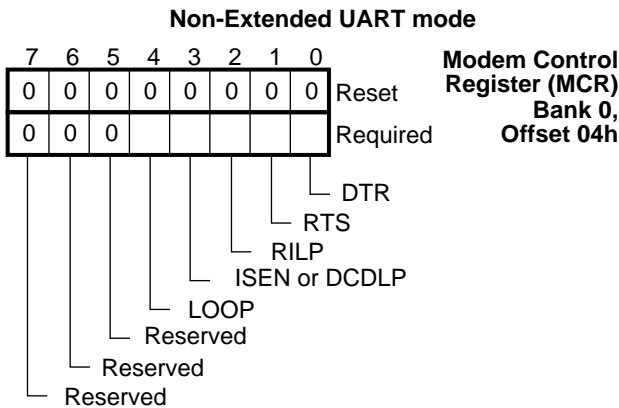 Non-Extended UART mode
7 6 5 4 3 2 1 0
Modem Control
Register (MCR)
Bank 0,
Offset 04h
0 0 0 0 0 0 0 0 Reset
0 0 0 Required
DTR
RTS
RILP
ISEN or DCDLP
LOOP
Reserved
Reserved
Reserved